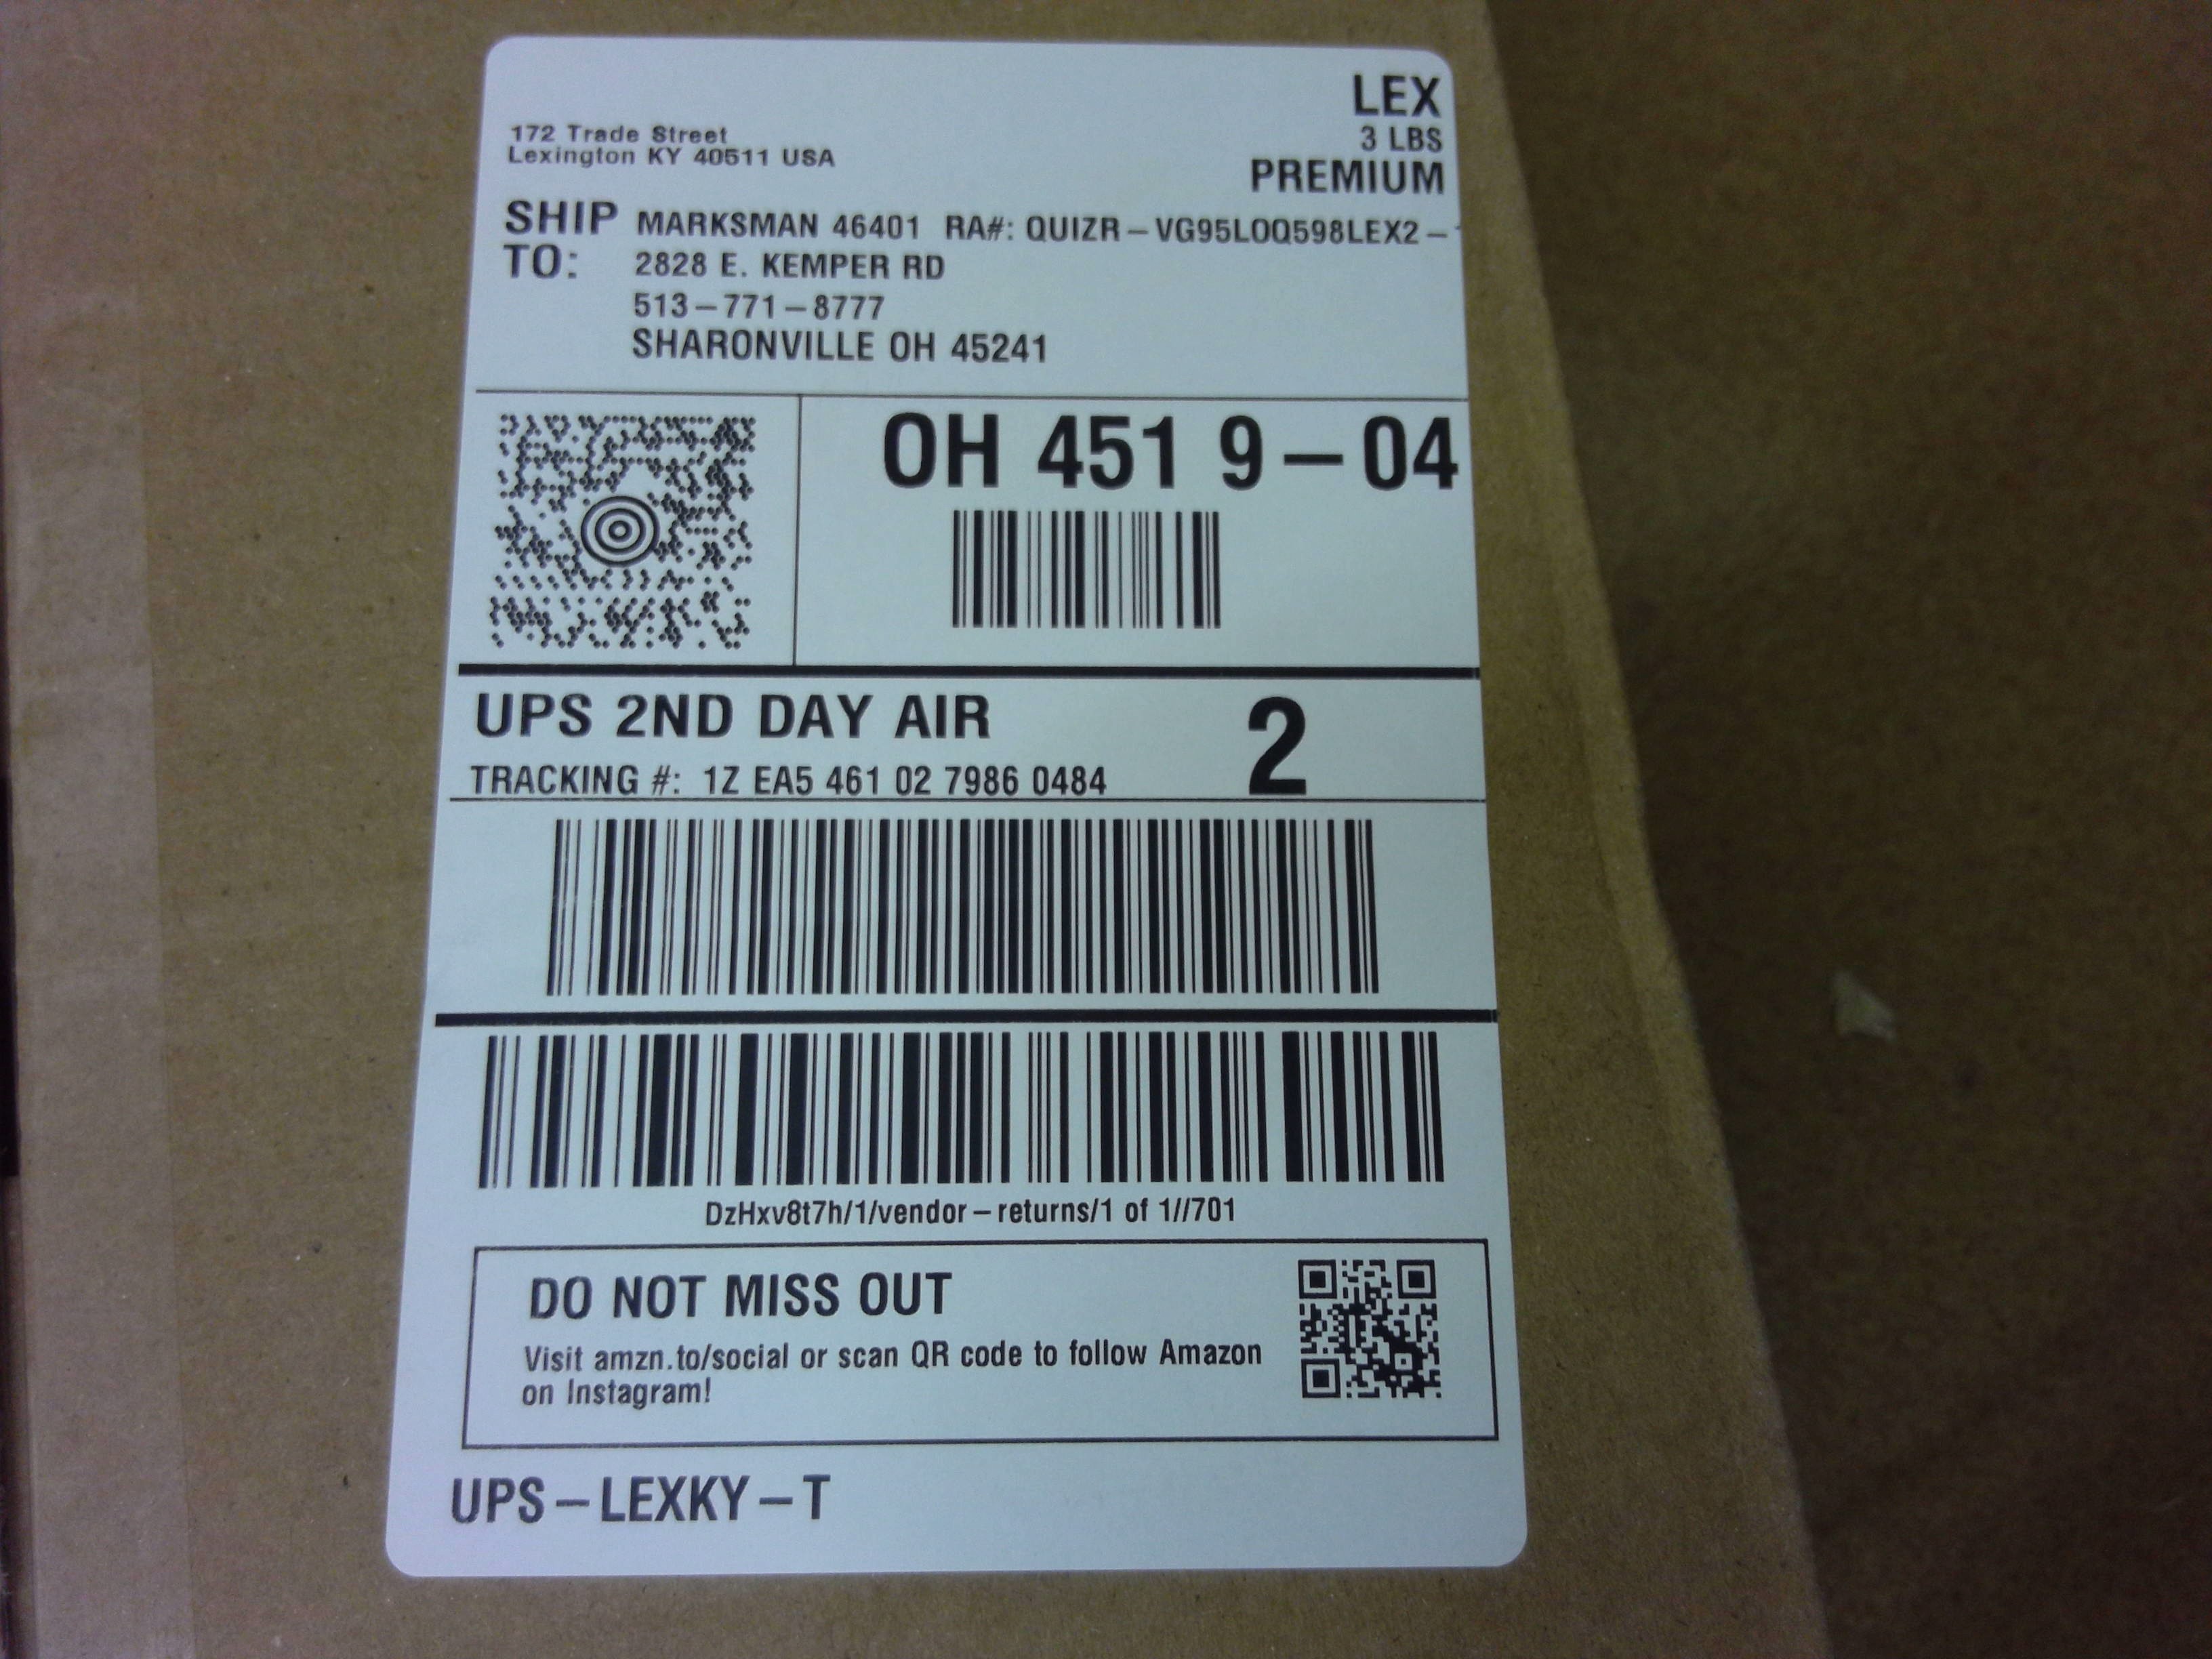 LEX
172 Trade Street
3 LBS
Lexington KY 40511 USA
PREMIUM
SHIP TO: MARKSMAN 46401 RA#: QUIZR-VG95LOQ598LEX2-
2828 E. KEMPER RD
513-771-8777
SHARONVILLE OH 45241
OH 451 9-04
UPS 2ND DAY AIR 2
TRACKING #: 1Z EA5 461 02 7986 0484
DzHxv8t7h/1/vendor-returns/1 of 1//701
DO NOT MISS OUT
Visit amzn.to/social or scan QR code to follow Amazon
on Instagram!
UPS-LEXKY-T